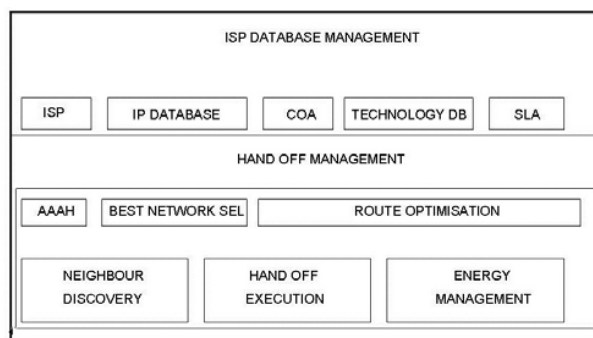 ISP DATABASE MANAGEMENT
ISP
IP DATABASE
COA
TECHNOLOGY DB
SLA
HAND OFF MANAGEMENT
AAAH
BEST NETWORK SEL
ROUTE OPTIMISATION
NEIGHBOUR
DISCOVERY
HAND OFF
EXECUTION
ENERGY
MANAGEMENT